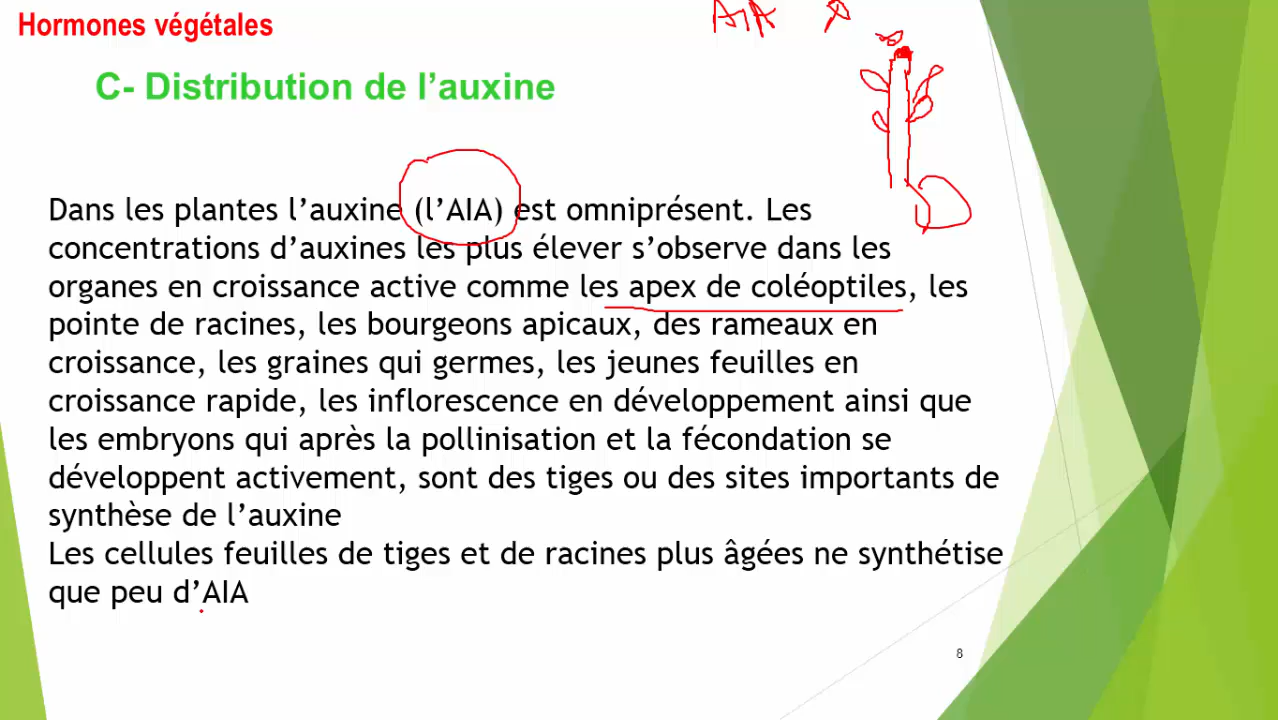 Hormones végétales
AIA
C- Distribution de l’auxine
Dans les plantes l’auxine (l’AIA) est omniprésent. Les
concentrations d’auxines les plus élever s’observe dans les
organes en croissance active comme les apex de coléoptiles, les
pointe de racines, les bourgeons apicaux, des rameaux en
croissance, les graines qui germes, les jeunes feuilles en
croissance rapide, les inflorescence en développement ainsi que
les embryons qui après la pollinisation et la fécondation se
développent activement, sont des tiges ou des sites importants de
synthèse de l’auxine
Les cellules feuilles de tiges et de racines plus âgées ne synthétise
que peu d’AIA
8